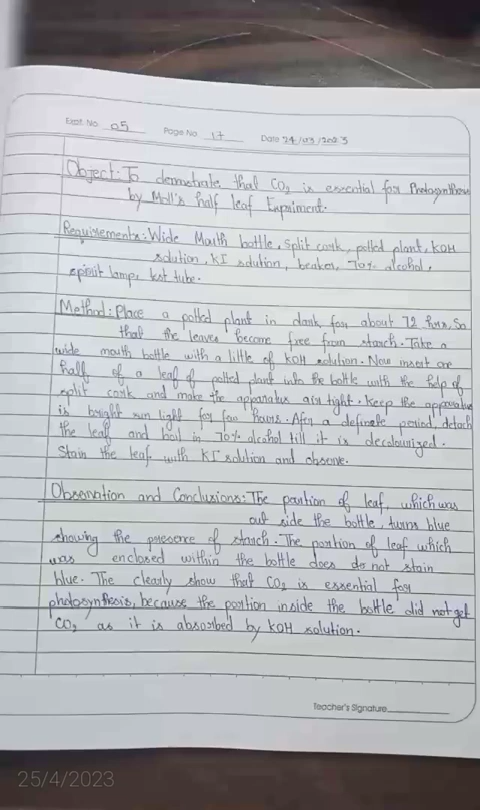 Expt. No. 05 Page No. 17 Date 24/03/2023
Object: To demonstrate that CO2 is essential for Photosynthesis
by Moll's half leaf Expriment.
Requirements: Wide Mouth bottle, split cork, potted plant, KOH
solution, KI solution, beaker, 70% alcohol,
spirit lamp, test tube.
Method: Place a potted plant in dark for about 72 hors, So
that the leaves become free from starch. Take a
wide mouth bottle with a little of KOH solution. Now insert one
half of a leaf of potted plant into the bottle with the help of
split cork and make the apparatus air tight. Keep the apparatus
is bright sun light for few hours. After a definite period, detach
the leaf and boil in 70% alcohol till it is decolourized.
Stain the leaf with KI solution and observe.
Observation and Conclusions: The portion of leaf, which was
out side the bottle, turns blue
showing the presence of starch. The portion of leaf which
was enclosed within the bottle does do not stain
blue. The clearly show that CO2 is essential for
photosynthesis, because the portion inside the bottle did not get
CO2 as it is absorbed by KOH solution.
Teacher's Signature
25/4/2023